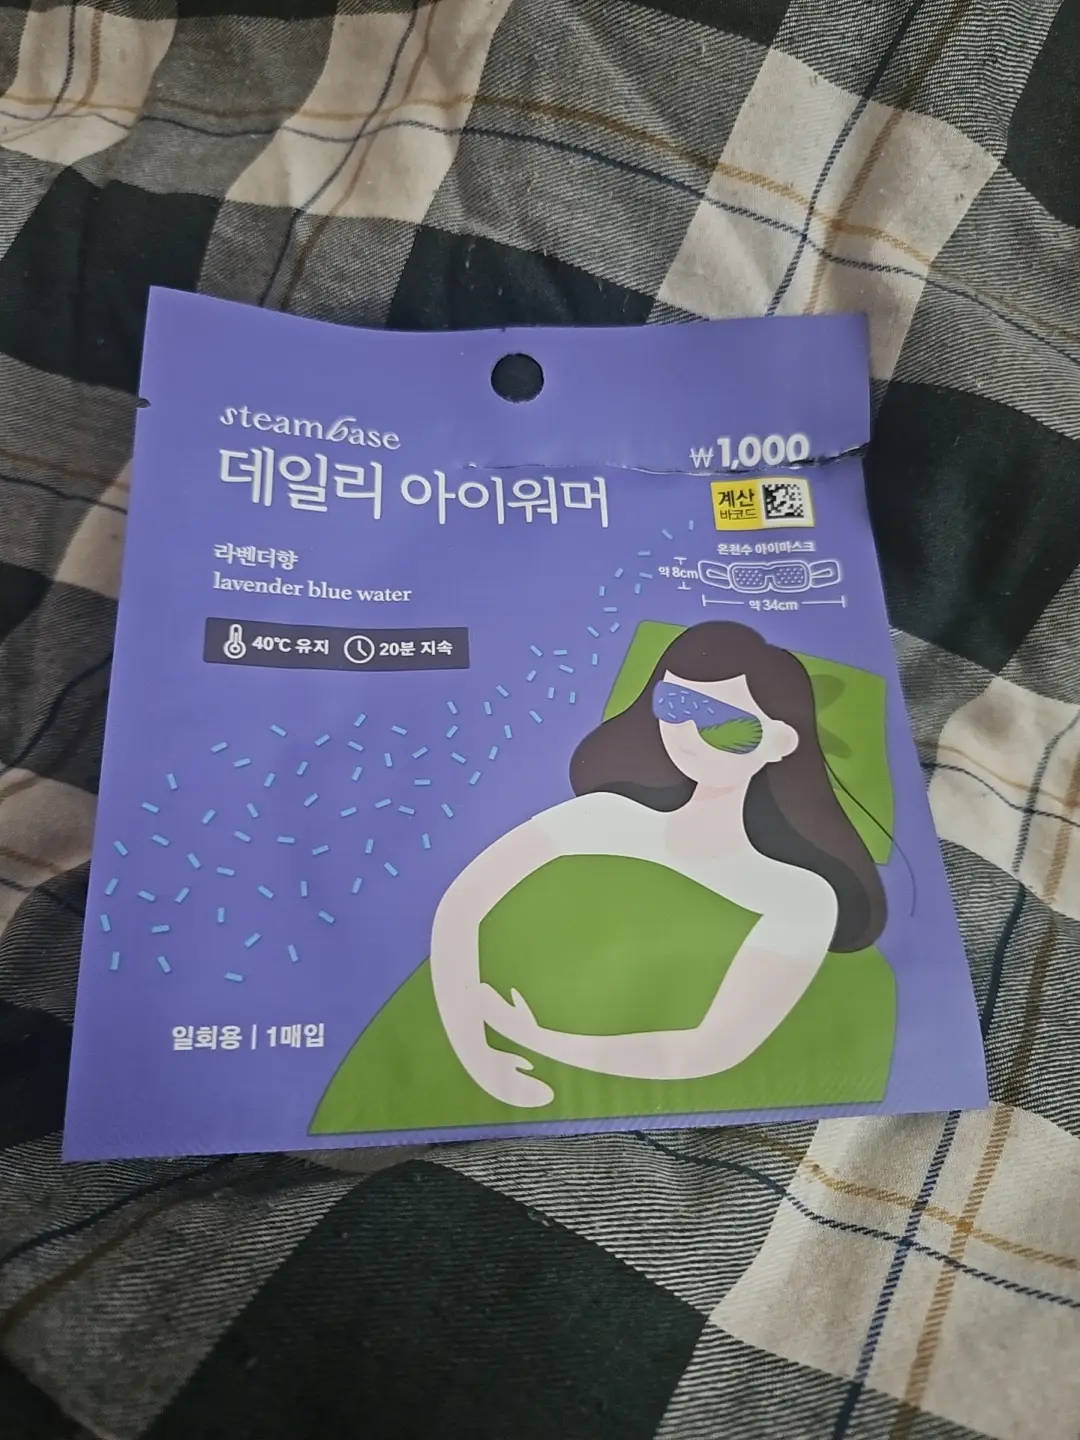 steambase
데일리 아이워머
₩1,000
계산
바코드
라벤더향
lavender blue water
온천수 아이마스크
약 8cm
약 34cm
40℃ 유지 20분 지속
일회용 | 1매입